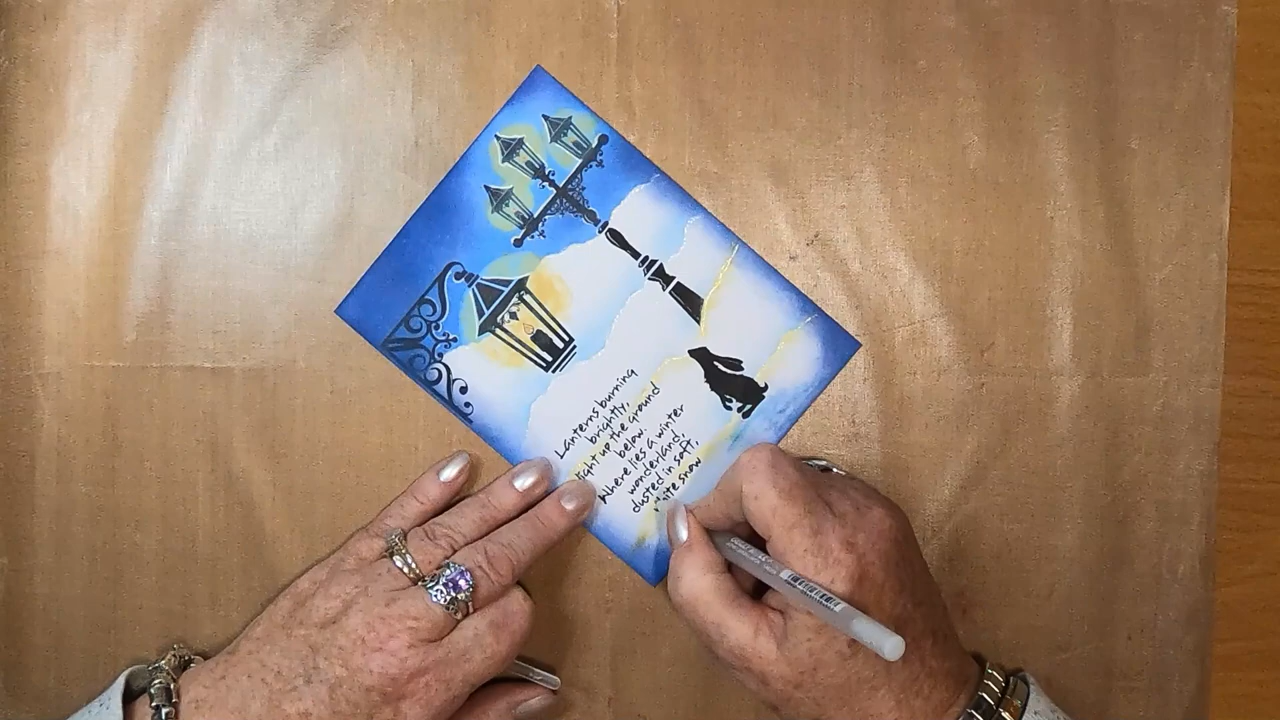 Lanterns burning
brightly,
light up the ground
below.
Where lies a winter
wonderland,
dusted in soft,
white snow